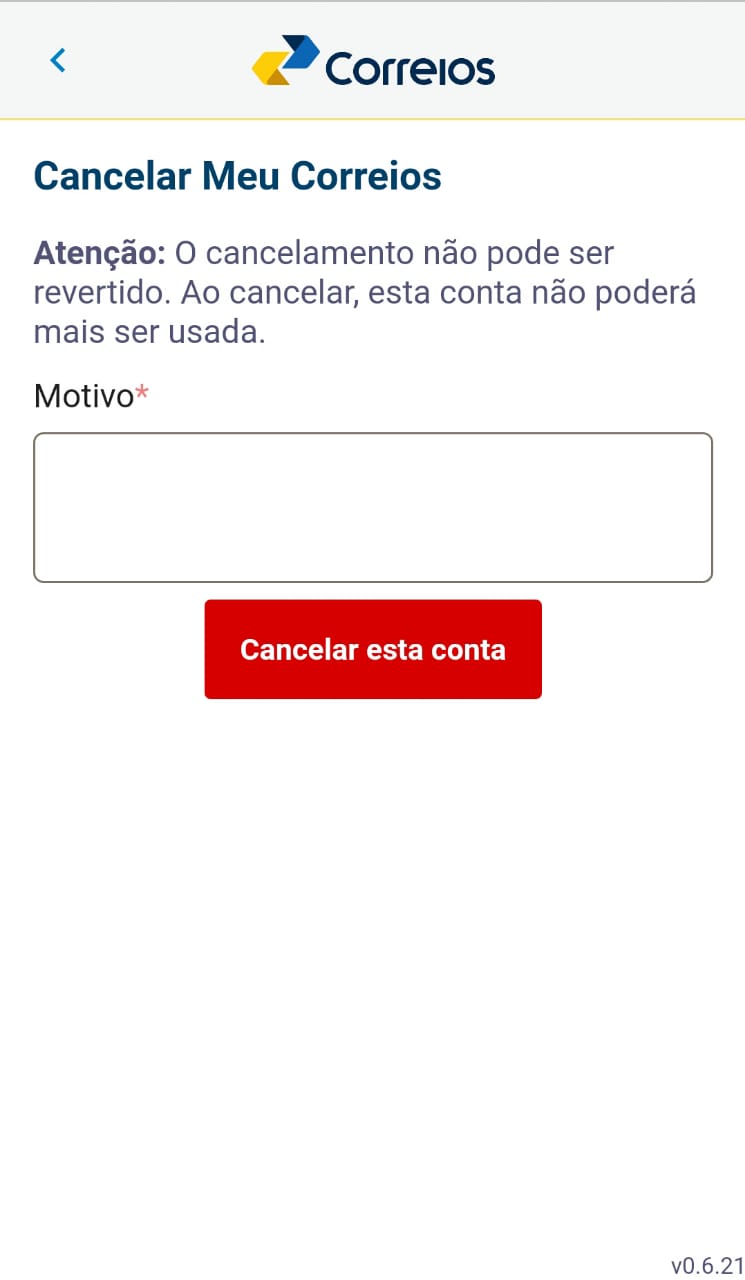 Correios
Cancelar Meu Correios
Atenção: O cancelamento não pode ser
revertido. Ao cancelar, esta conta não poderá
mais ser usada.
Motivo*
Cancelar esta conta
v0.6.21